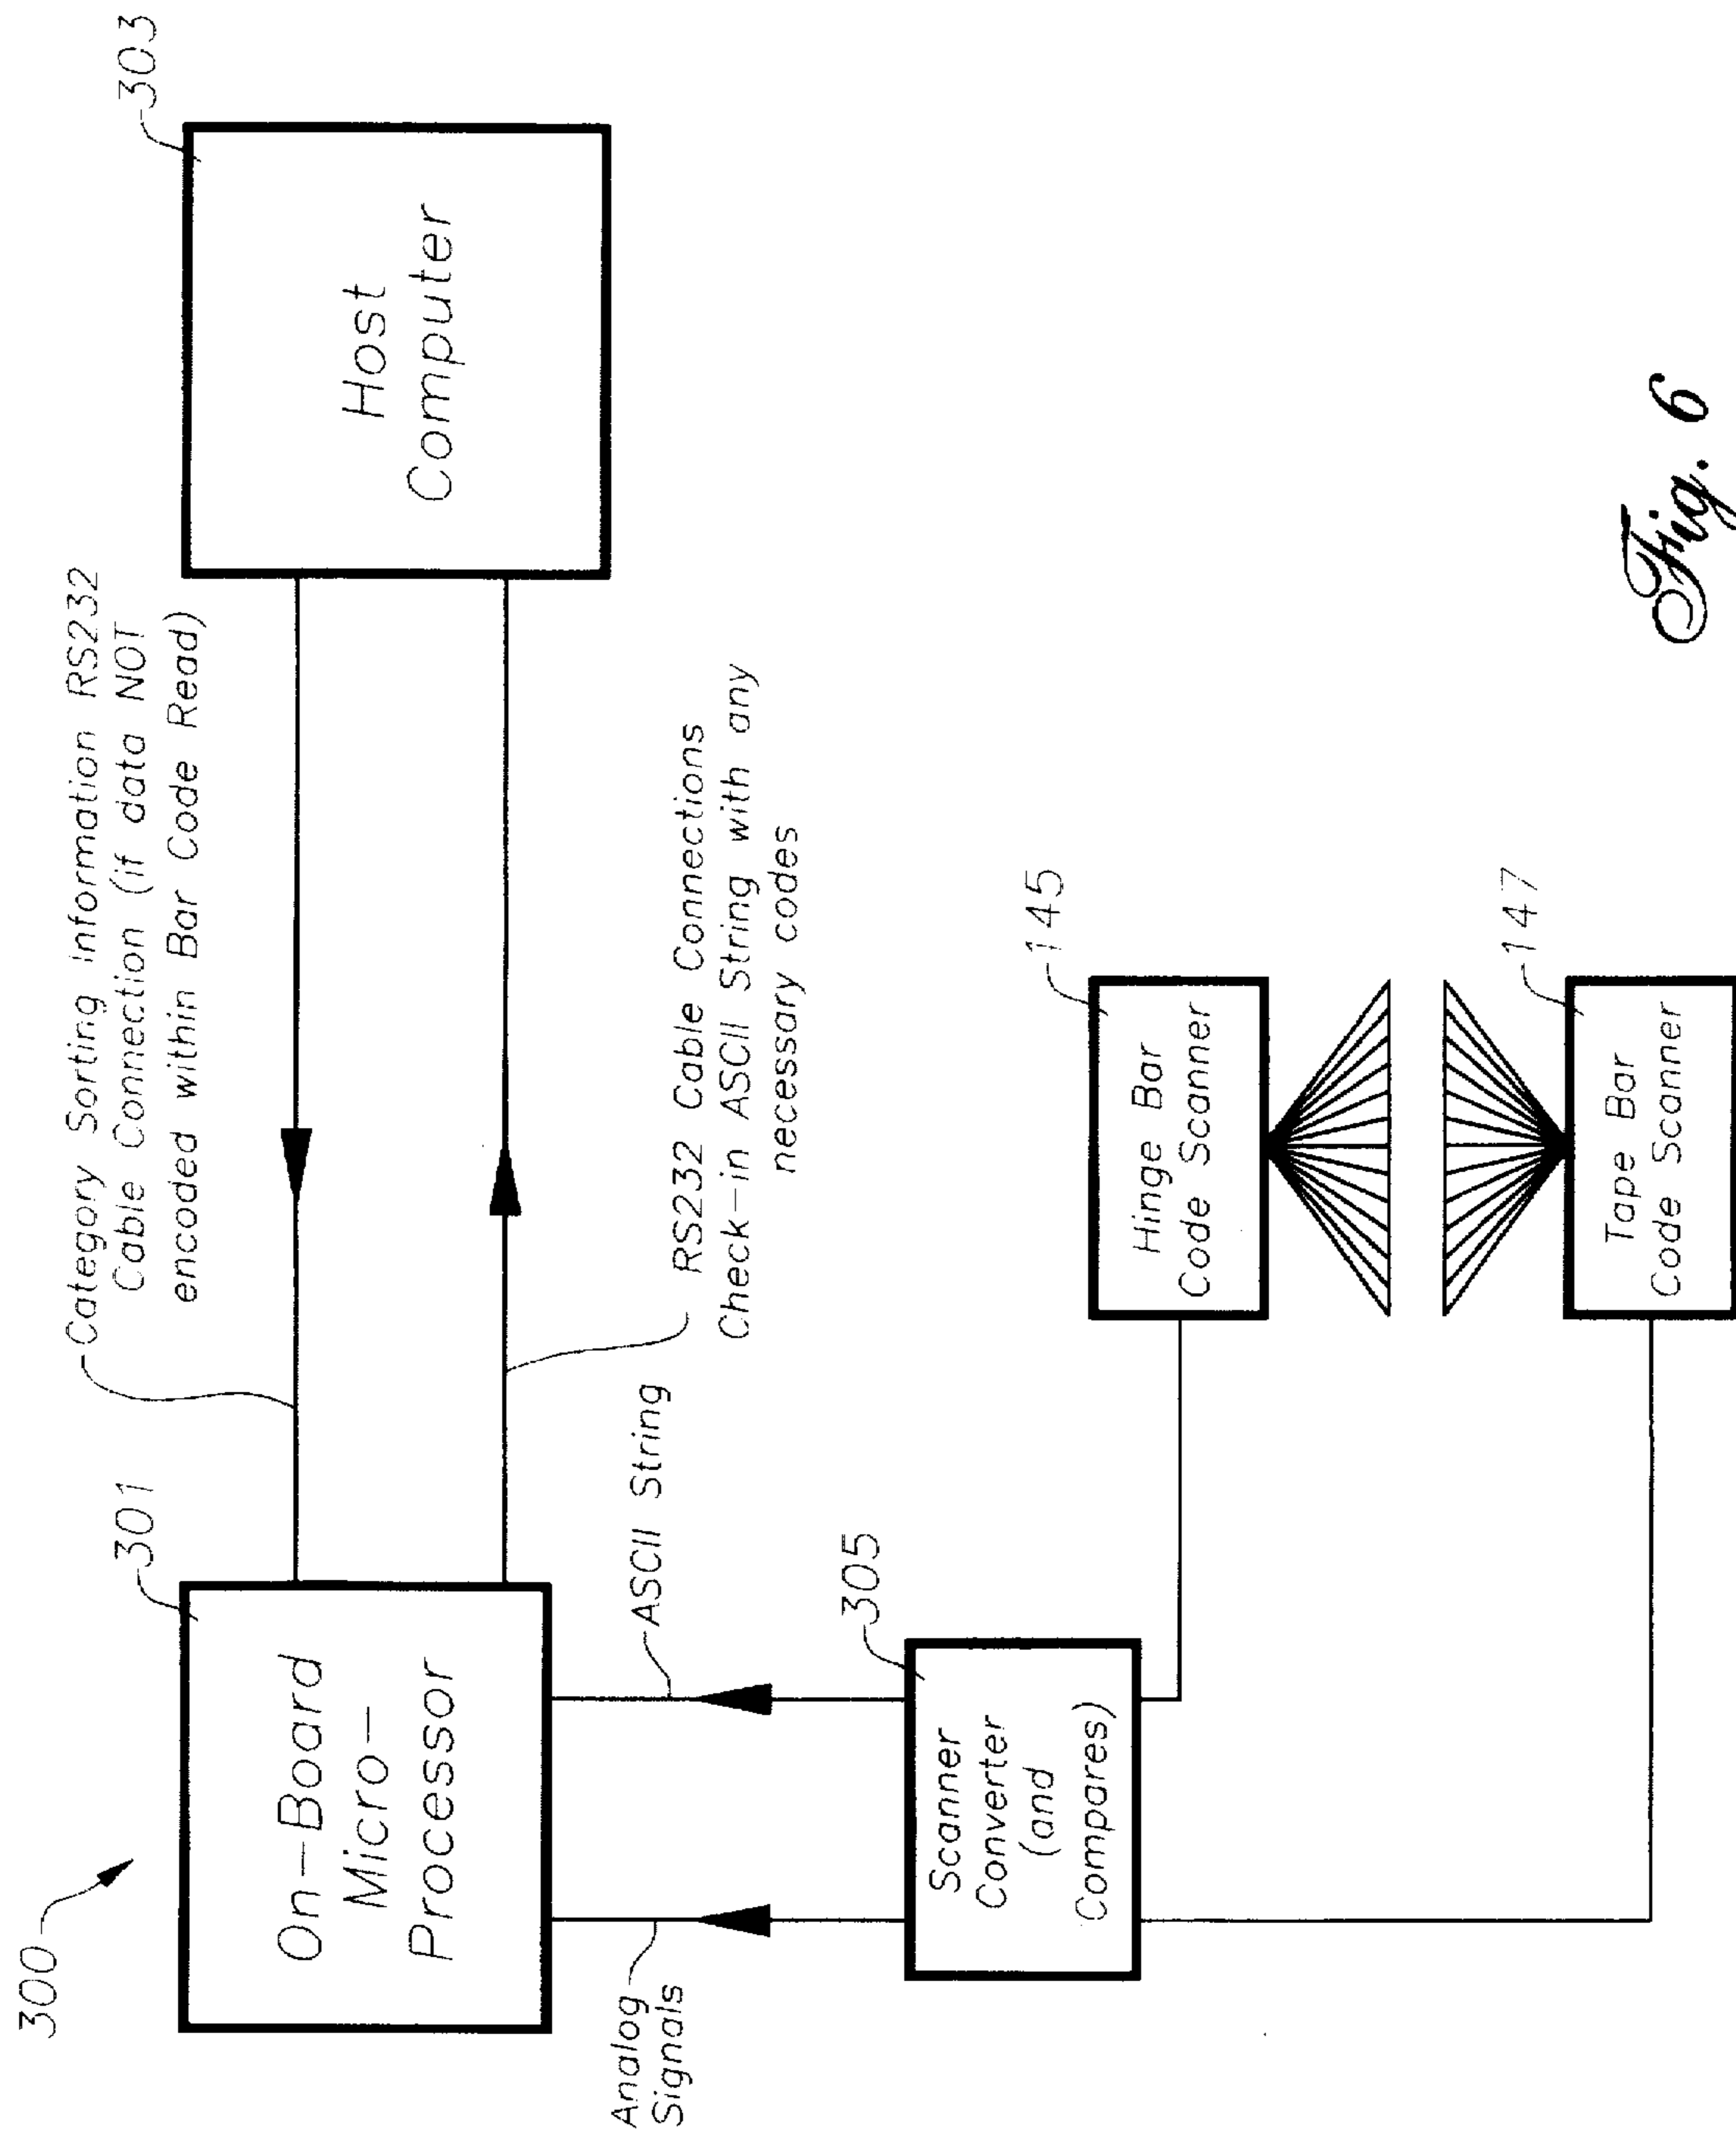 300
301
303
On-Board
Micro-
Processor
Host
Computer
Category Sorting Information RS232
Cable Connection (if data NOT
encoded within Bar Code Read)
RS232 Cable Connections
Check-in ASCII String with any
necessary codes
Analog
Signals
ASCII String
305
Scanner
Converter
(and
Compares)
145
Hinge Bar
Code Scanner
147
Tape Bar
Code Scanner
Fig. 6